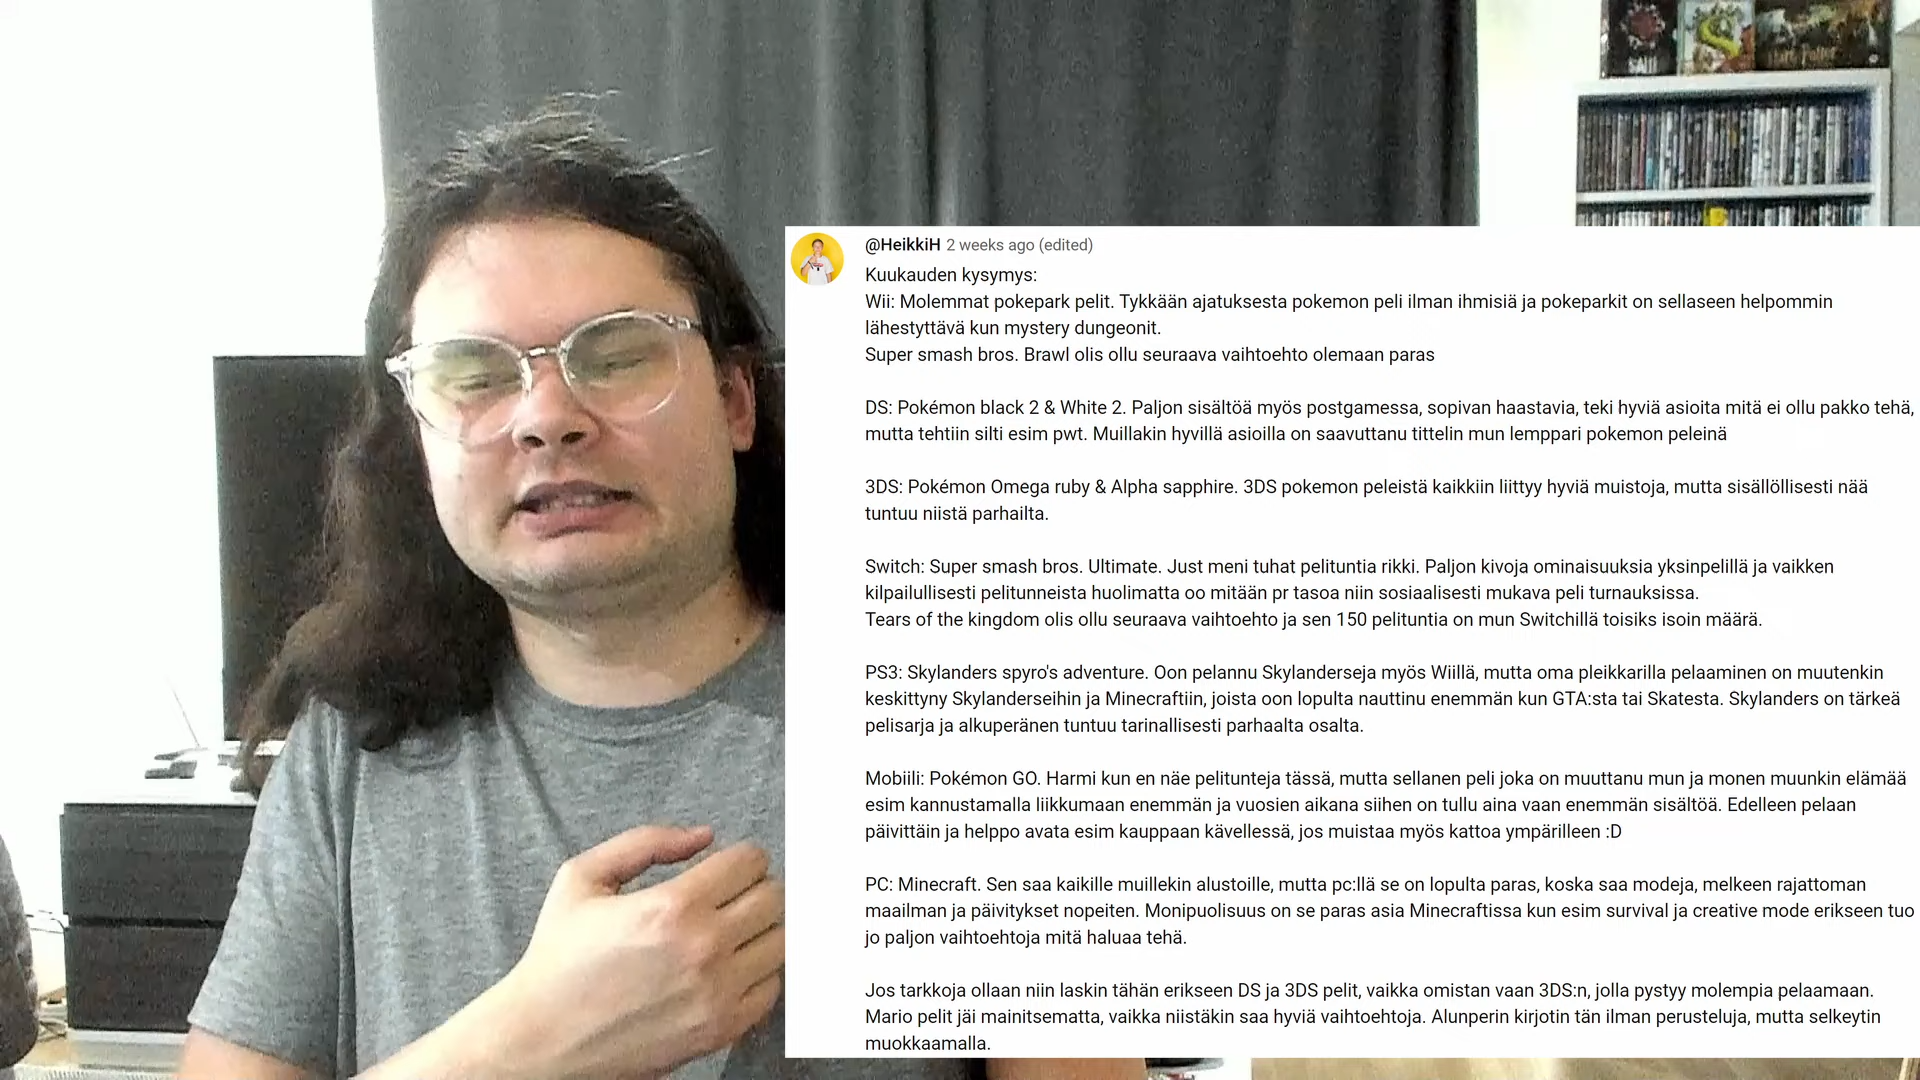 SAW
Harry Potter
@HeikkiH 2 weeks ago (edited)
Kuukauden kysymys:
Wii: Molemmat pokepark pelit. Tykkään ajatuksesta pokemon peli ilman ihmisiä ja pokeparkit on sellaseen helpommin
lähestyttävä kun mystery dungeonit.
Super smash bros. Brawl olis ollu seuraava vaihtoehto olemaan paras
DS: Pokémon black 2 & White 2. Paljon sisältöä myös postgamessa, sopivan haastavia, teki hyviä asioita mitä ei ollu pakko tehä,
mutta tehtiin silti esim pwt. Muillakin hyvillä asioilla on saavuttanu tittelin mun lemppari pokemon peleinä
3DS: Pokémon Omega ruby & Alpha sapphire. 3DS pokemon peleistä kaikkiin liittyy hyviä muistoja, mutta sisällöllisesti nää
tuntuu niistä parhailta.
Switch: Super smash bros. Ultimate. Just meni tuhat pelituntia rikki. Paljon kivoja ominaisuuksia yksinpelillä ja vaikken
kilpailullisesti pelitunneista huolimatta oo mitään pr tasoa niin sosiaalisesti mukava peli turnauksissa.
Tears of the kingdom olis ollu seuraava vaihtoehto ja sen 150 pelituntia on mun Switchillä toisiks isoin määrä.
PS3: Skylanders spyro's adventure. Oon pelannu Skylanderseja myös Wiillä, mutta oma pleikkarilla pelaaminen on muutenkin
keskittyny Skylanderseihin ja Minecraftiin, joista oon lopulta nauttinu enemmän kun GTA:sta tai Skatesta. Skylanders on tärkeä
pelisarja ja alkuperänen tuntuu tarinallisesti parhaalta osalta.
Mobiili: Pokémon GO. Harmi kun en näe pelitunteja tässä, mutta sellanen peli joka on muuttanu mun ja monen muunkin elämää
esim kannustamalla liikkumaan enemmän ja vuosien aikana siihen on tullu aina vaan enemmän sisältöä. Edelleen pelaan
päivittäin ja helppo avata esim kauppaan kävellessä, jos muistaa myös kattoa ympärilleen :D
PC: Minecraft. Sen saa kaikille muillekin alustoille, mutta pc:llä se on lopulta paras, koska saa modeja, melkeen rajattoman
maailman ja päivitykset nopeiten. Monipuolisuus on se paras asia Minecraftissa kun esim survival ja creative mode erikseen tuo
jo paljon vaihtoehtoja mitä haluaa tehä.
Jos tarkkoja ollaan niin laskin tähän erikseen DS ja 3DS pelit, vaikka omistan vaan 3DS:n, jolla pystyy molempia pelaamaan.
Mario pelit jäi mainitsematta, vaikka niistäkin saa hyviä vaihtoehtoja. Alunperin kirjotin tän ilman perusteluja, mutta selkeytin
muokkaamalla.